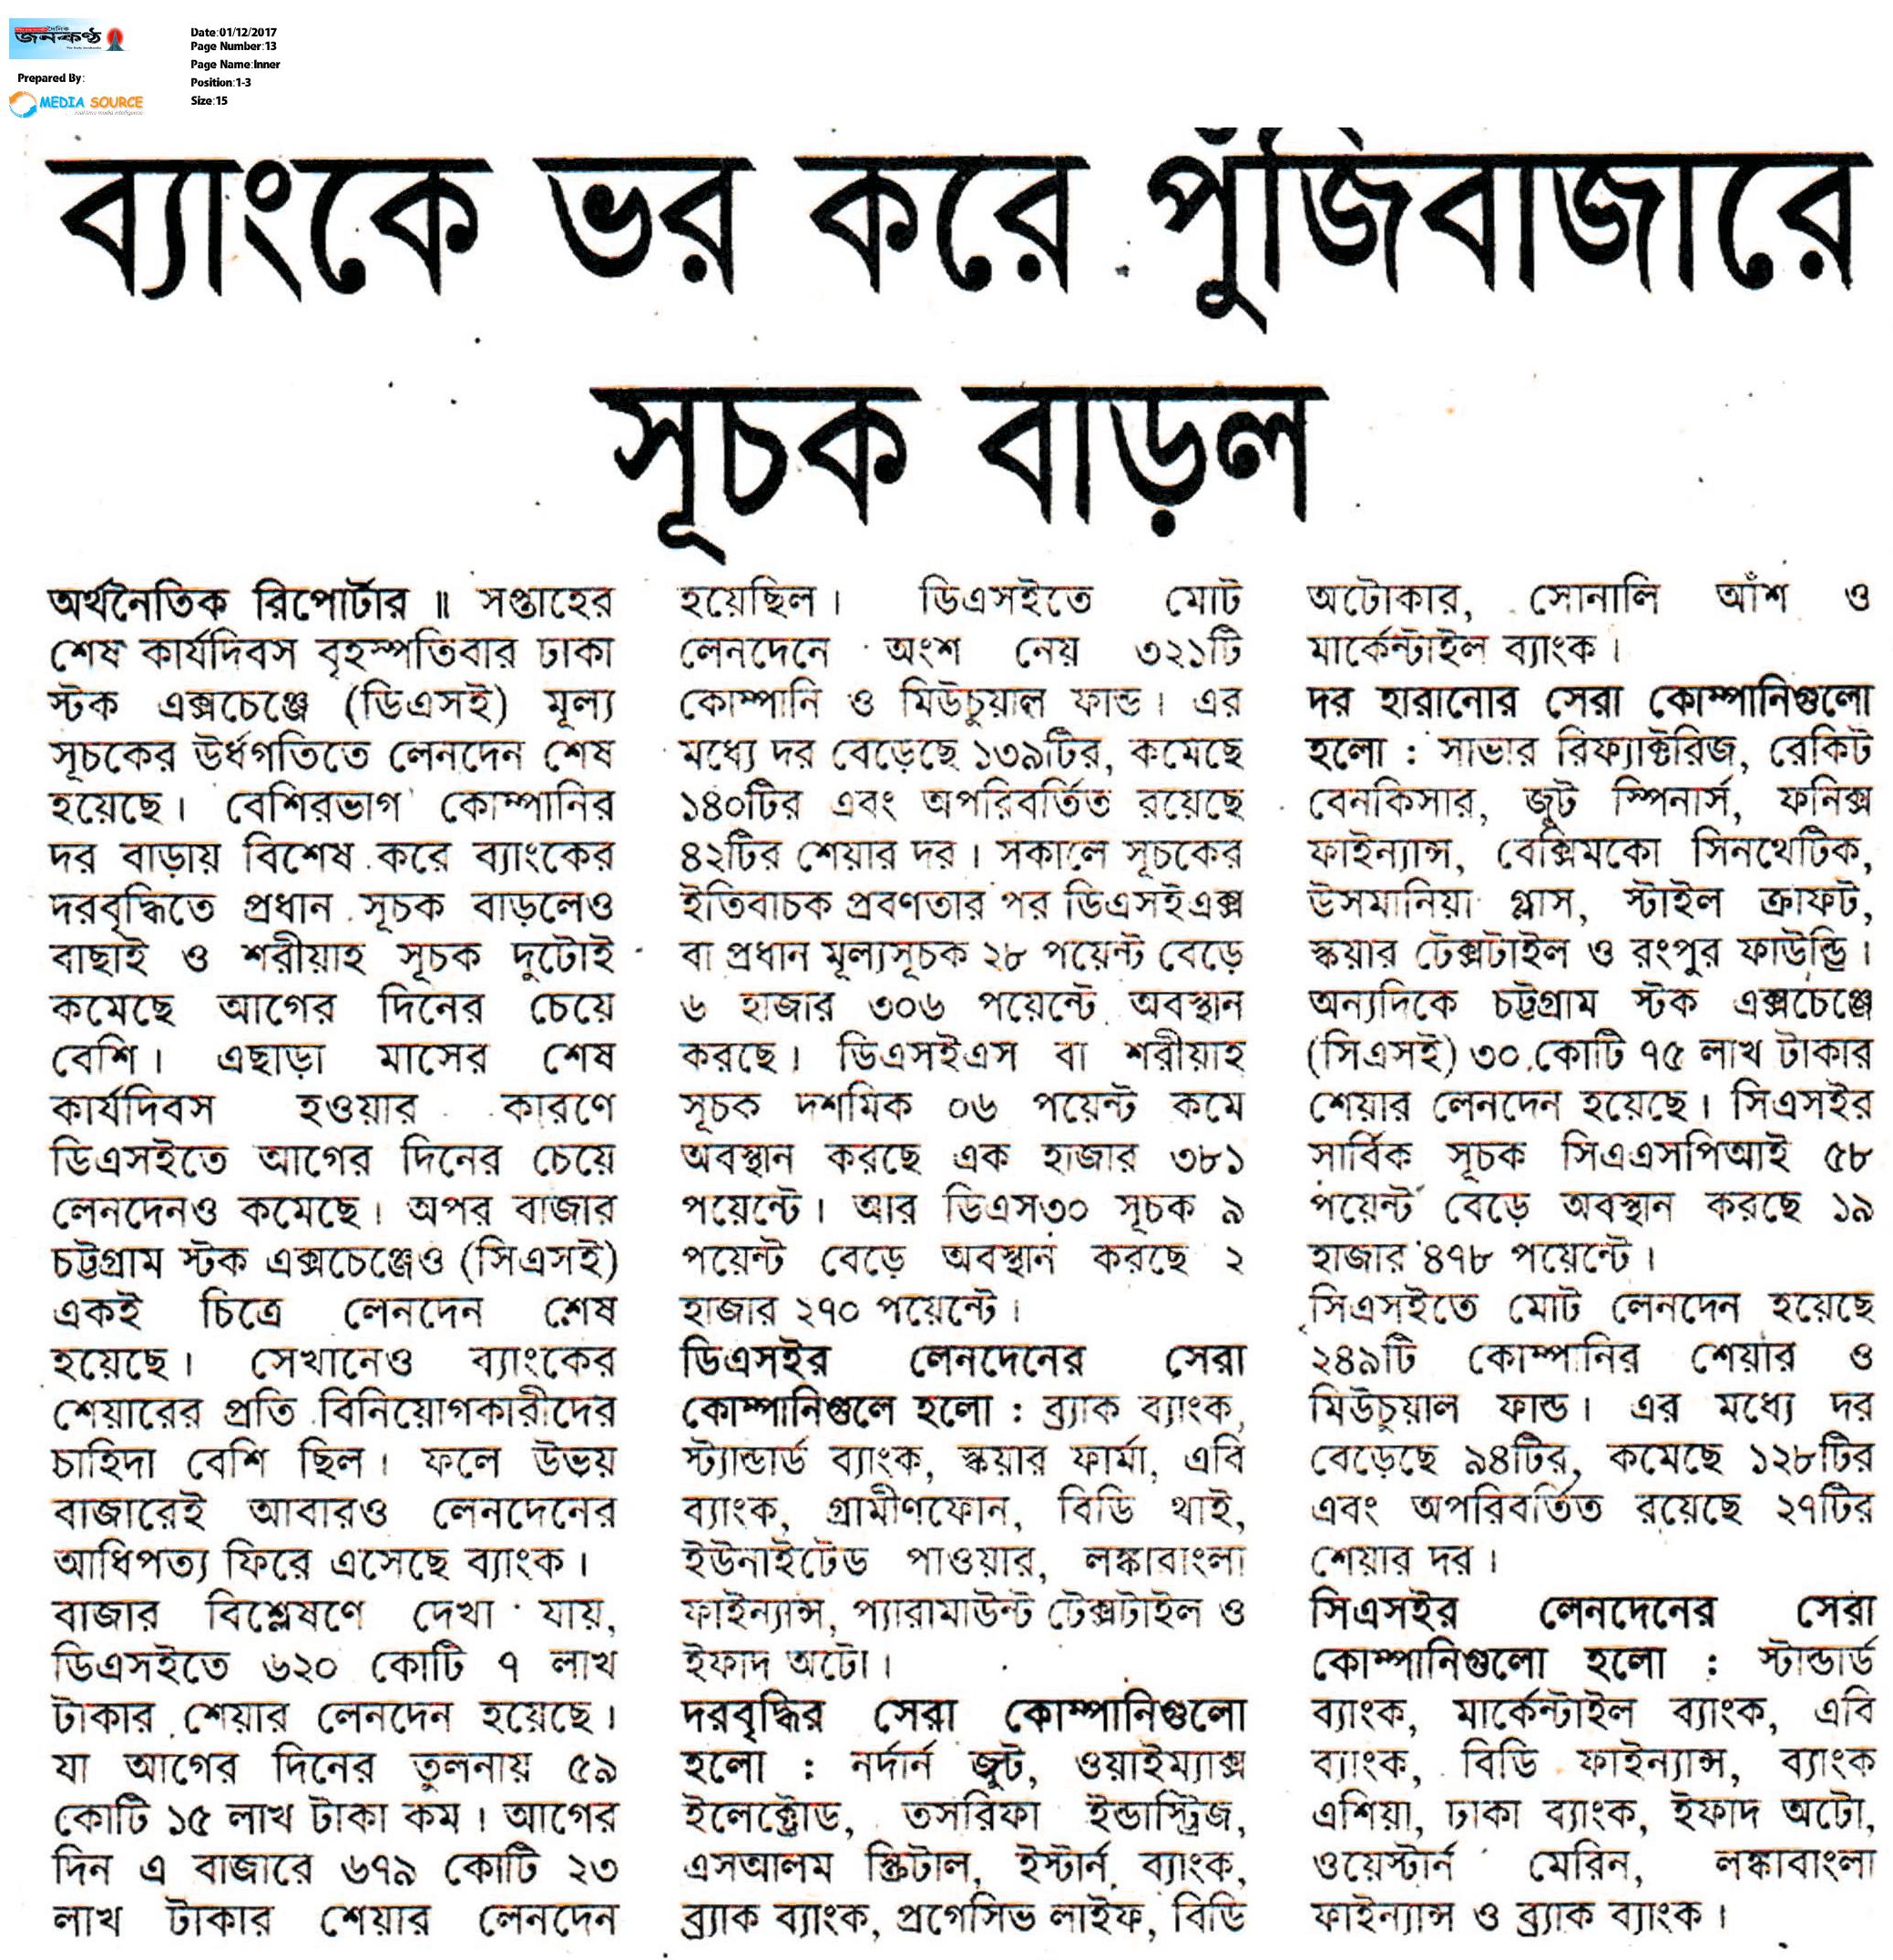 দৈনিক
জনকণ্ঠ
Date:01/12/2017
Page Number:13
Page Name:Inner
Position:1-3
Size:15
Prepared By:
MEDIA SOURCE
ব্যাংকে ভর করে পুঁজিবাজারে
সূচক বাড়ল
অর্থনৈতিক রিপোর্টার ॥ সপ্তাহের
শেষ কার্যদিবস বৃহস্পতিবার ঢাকা
স্টক এক্সচেঞ্জে (ডিএসই) মূল্য
সূচকের উর্ধগতিতে লেনদেন শেষ
হয়েছে। বেশিরভাগ কোম্পানির
দর বাড়ায় বিশেষ করে ব্যাংকের
দরবৃদ্ধিতে প্রধান সূচক বাড়লেও
বাছাই ও শরীয়াহ সূচক দুটোই
কমেছে আগের দিনের চেয়ে
বেশি। এছাড়া মাসের শেষ
কার্যদিবস হওয়ার কারণে
ডিএসইতে আগের দিনের চেয়ে
লেনদেনও কমেছে। অপর বাজার
চট্টগ্রাম স্টক এক্সচেঞ্জেও (সিএসই)
একই চিত্রে লেনদেন শেষ
হয়েছে। সেখানেও ব্যাংকের
শেয়ারের প্রতি বিনিয়োগকারীদের
চাহিদা বেশি ছিল। ফলে উভয়
বাজারেই আবারও লেনদেনের
আধিপত্য ফিরে এসেছে ব্যাংক।
বাজার বিশ্লেষণে দেখা যায়,
ডিএসইতে ৬২০ কোটি ৭ লাখ
টাকার শেয়ার লেনদেন হয়েছে।
যা আগের দিনের তুলনায় ৫৯
কোটি ১৫ লাখ টাকা কম। আগের
দিন এ বাজারে ৬৭৯ কোটি ২৩
লাখ টাকার শেয়ার লেনদেন
হয়েছিল। ডিএসইতে মোট
লেনদেনে অংশ নেয় ৩২১টি
কোম্পানি ও মিউচুয়াল ফান্ড। এর
মধ্যে দর বেড়েছে ১৩৯টির, কমেছে
১৪০টির এবং অপরিবর্তিত রয়েছে
৪২টির শেয়ার দর। সকালে সূচকের
ইতিবাচক প্রবণতার পর ডিএসইএক্স
বা প্রধান মূল্যসূচক ২৮ পয়েন্ট বেড়ে
৬ হাজার ৩০৬ পয়েন্টে অবস্থান
করছে। ডিএসইএস বা শরীয়াহ
সূচক দশমিক ০৬ পয়েন্ট কমে
অবস্থান করছে এক হাজার ৩৮১
পয়েন্টে। আর ডিএস৩০ সূচক ৯
পয়েন্ট বেড়ে অবস্থান করছে ২
হাজার ২৭০ পয়েন্টে।
ডিএসইর লেনদেনের সেরা
কোম্পানিগুলে হলো : ব্র্যাক ব্যাংক,
স্ট্যান্ডার্ড ব্যাংক, স্কয়ার ফার্মা, এবি
ব্যাংক, গ্রামীণফোন, বিডি থাই,
ইউনাইটেড পাওয়ার, লঙ্কাবাংলা
ফাইন্যান্স, প্যারামাউন্ট টেক্সটাইল ও
ইফাদ অটো।
দরবৃদ্ধির সেরা কোম্পানিগুলো
হলো : নর্দার্ন জুট, ওয়াইম্যাক্স
ইলেক্ট্রোড, তসরিফা ইন্ডাস্ট্রিজ,
এসআলম স্ক্রিটাল, ইস্টার্ন ব্যাংক,
ব্র্যাক ব্যাংক, প্রগেসিভ লাইফ, বিডি
অটোকার, সোনালি আঁশ ও
মার্কেন্টাইল ব্যাংক।
দর হারানোর সেরা কোম্পানিগুলো
হলো : সাভার রিফ্যাক্টরিজ, রেকিট
বেনকিসার, জুট স্পিনার্স, ফনিক্স
ফাইন্যান্স, বেক্সিমকো সিনথেটিক,
উসমানিয়া গ্লাস, স্টাইল ক্রাফট,
স্কয়ার টেক্সটাইল ও রংপুর ফাউন্ড্রি।
অন্যদিকে চট্টগ্রাম স্টক এক্সচেঞ্জে
(সিএসই) ৩০ কোটি ৭৫ লাখ টাকার
শেয়ার লেনদেন হয়েছে। সিএসইর
সার্বিক সূচক সিএএসপিআই ৫৮
পয়েন্ট বেড়ে অবস্থান করছে ১৯
হাজার ৪৭৮ পয়েন্টে।
সিএসইতে মোট লেনদেন হয়েছে
২৪৯টি কোম্পানির শেয়ার ও
মিউচুয়াল ফান্ড। এর মধ্যে দর
বেড়েছে ৯৪টির, কমেছে ১২৮টির
এবং অপরিবর্তিত রয়েছে ২৭টির
শেয়ার দর।
সিএসইর লেনদেনের সেরা
কোম্পানিগুলো হলো : স্টান্ডার্ড
ব্যাংক, মার্কেন্টাইল ব্যাংক, এবি
ব্যাংক, বিডি ফাইন্যান্স, ব্যাংক
এশিয়া, ঢাকা ব্যাংক, ইফাদ অটো,
ওয়েস্টার্ন মেরিন, লঙ্কাবাংলা
ফাইন্যান্স ও ব্র্যাক ব্যাংক।